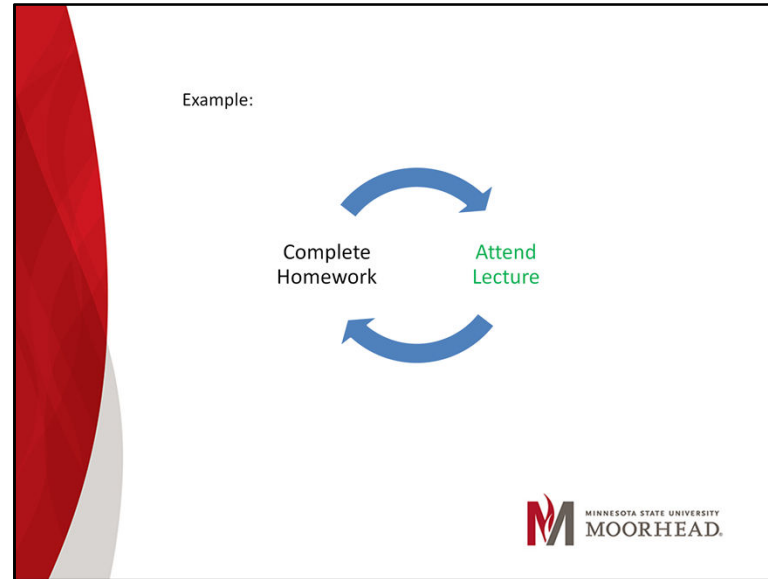 Example:
Complete
Homework
Attend
Lecture
MINNESOTA STATE UNIVERSITY
MOORHEAD.